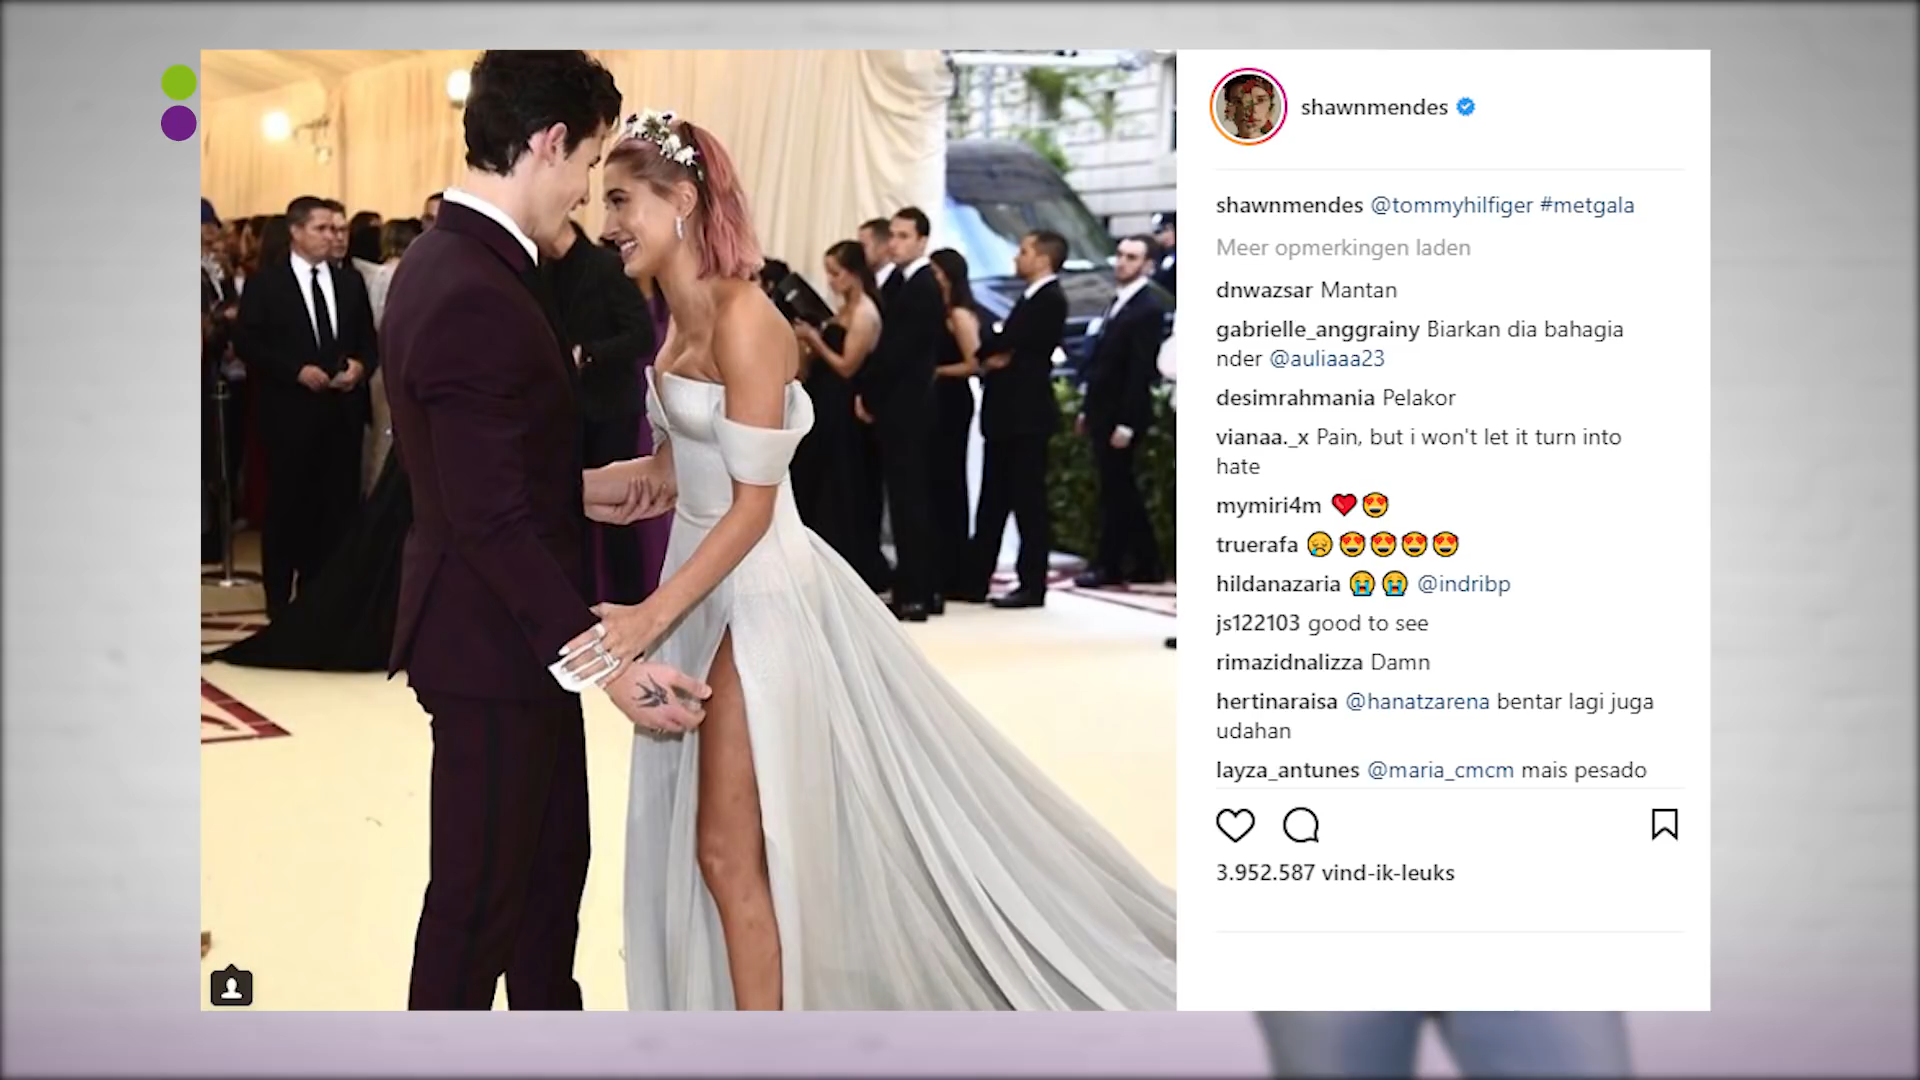 shawnmendes
shawnmendes @tommyhilfiger #metgala
Meer opmerkingen laden
dnwazsar Mantan
gabrielle_anggrainy Biarkan dia bahagia
nder @auliaaa23
desimrahmania Pelakor
vianaa._x Pain, but i won't let it turn into
hate
mymiri4m ❤️😍
truerafa 😢😍😍😍😍
hildanazaria 😭😭 @indribp
js122103 good to see
rimazidnalizza Damn
hertinaraisa @hanatzarena bentar lagi juga
udahan
layza_antunes @maria_cmcm mais pesado
3.952.587 vind-ik-leuks